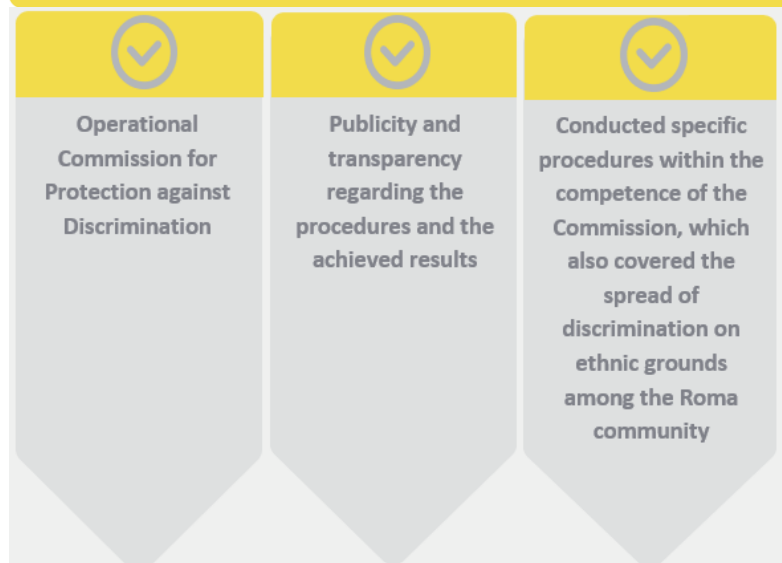 Operational
Commission for
Protection against
Discrimination
Publicity and
transparency
regarding the
procedures and the
achieved results
Conducted specific
procedures within the
competence of the
Commission, which
also covered the
spread of
discrimination on
ethnic grounds
among the Roma
community